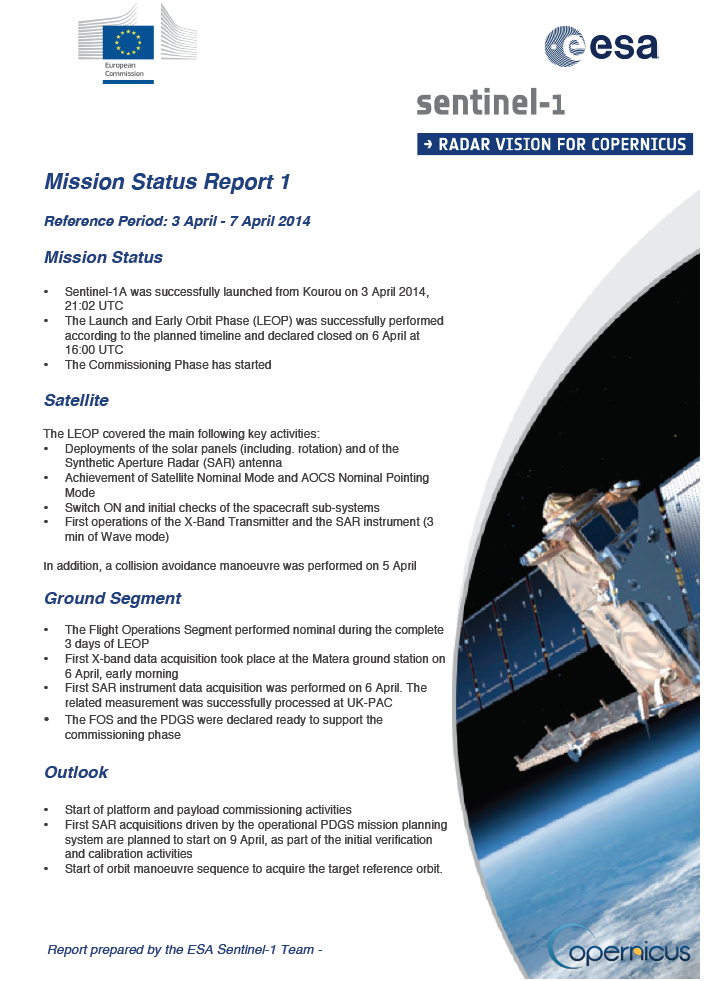 European
Commission
esa
sentinel-1
→ RADAR VISION FOR COPERNICUS
Mission Status Report 1
Reference Period: 3 April - 7 April 2014
Mission Status
• Sentinel-1A was successfully launched from Kourou on 3 April 2014,
21:02 UTC
• The Launch and Early Orbit Phase (LEOP) was successfully performed
according to the planned timeline and declared closed on 6 April at
16:00 UTC
• The Commissioning Phase has started
Satellite
The LEOP covered the main following key activities:
• Deployments of the solar panels (including. rotation) and of the
Synthetic Aperture Radar (SAR) antenna
• Achievement of Satellite Nominal Mode and AOCS Nominal Pointing
Mode
• Switch ON and initial checks of the spacecraft sub-systems
• First operations of the X-Band Transmitter and the SAR instrument (3
min of Wave mode)
In addition, a collision avoidance manoeuvre was performed on 5 April
Ground Segment
• The Flight Operations Segment performed nominal during the complete
3 days of LEOP
• First X-band data acquisition took place at the Matera ground station on
6 April, early morning
• First SAR instrument data acquisition was performed on 6 April. The
related measurement was successfully processed at UK-PAC
• The FOS and the PDGS were declared ready to support the
commissioning phase
Outlook
• Start of platform and payload commissioning activities
• First SAR acquisitions driven by the operational PDGS mission planning
system are planned to start on 9 April, as part of the initial verification
and calibration activities
• Start of orbit manoeuvre sequence to acquire the target reference orbit.
Report prepared by the ESA Sentinel-1 Team -
Copernicus